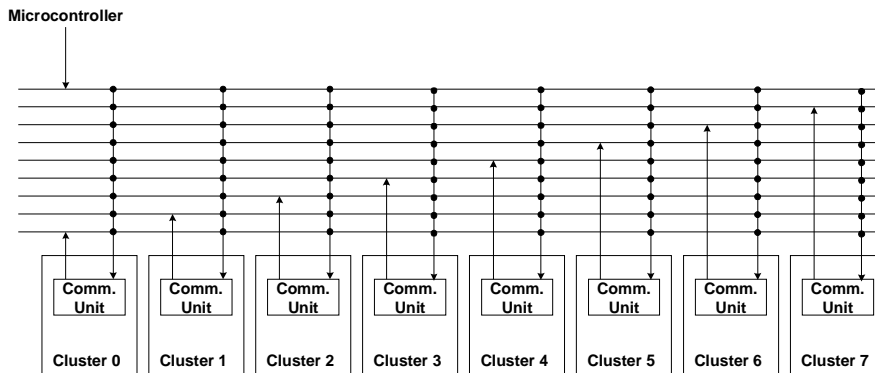 Microcontroller
Comm. Unit
Comm. Unit
Comm. Unit
Comm. Unit
Comm. Unit
Comm. Unit
Comm. Unit
Comm. Unit
Cluster 0
Cluster 1
Cluster 2
Cluster 3
Cluster 4
Cluster 5
Cluster 6
Cluster 7